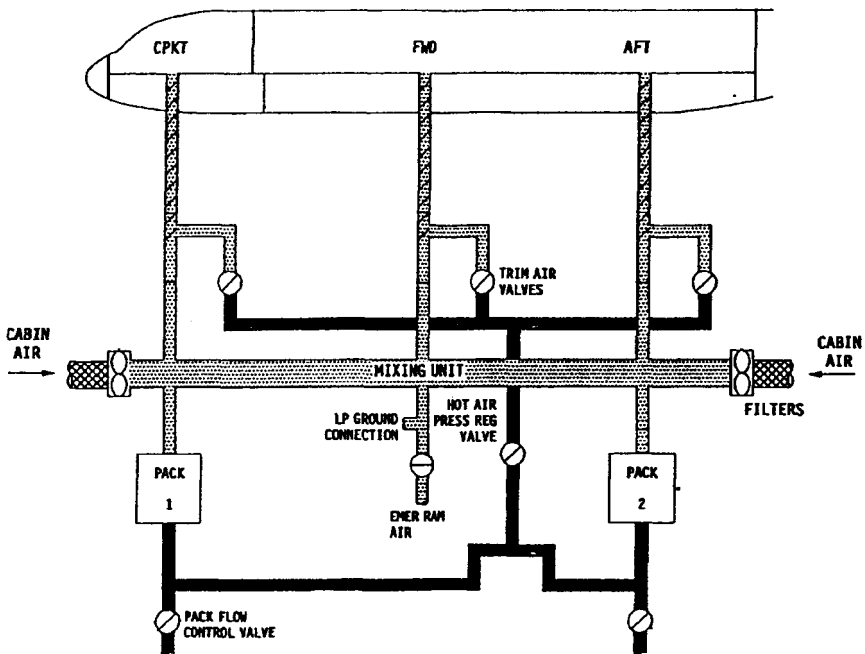 CPKT
FWD
AFT
TRIM AIR
VALVES
CABIN
AIR
CABIN
AIR
MIXING UNIT
FILTERS
LP GROUND
CONNECTION
HOT AIR
PRESS REG
VALVE
PACK
1
PACK
2
EMER RAM
AIR
PACK FLOW
CONTROL VALVE